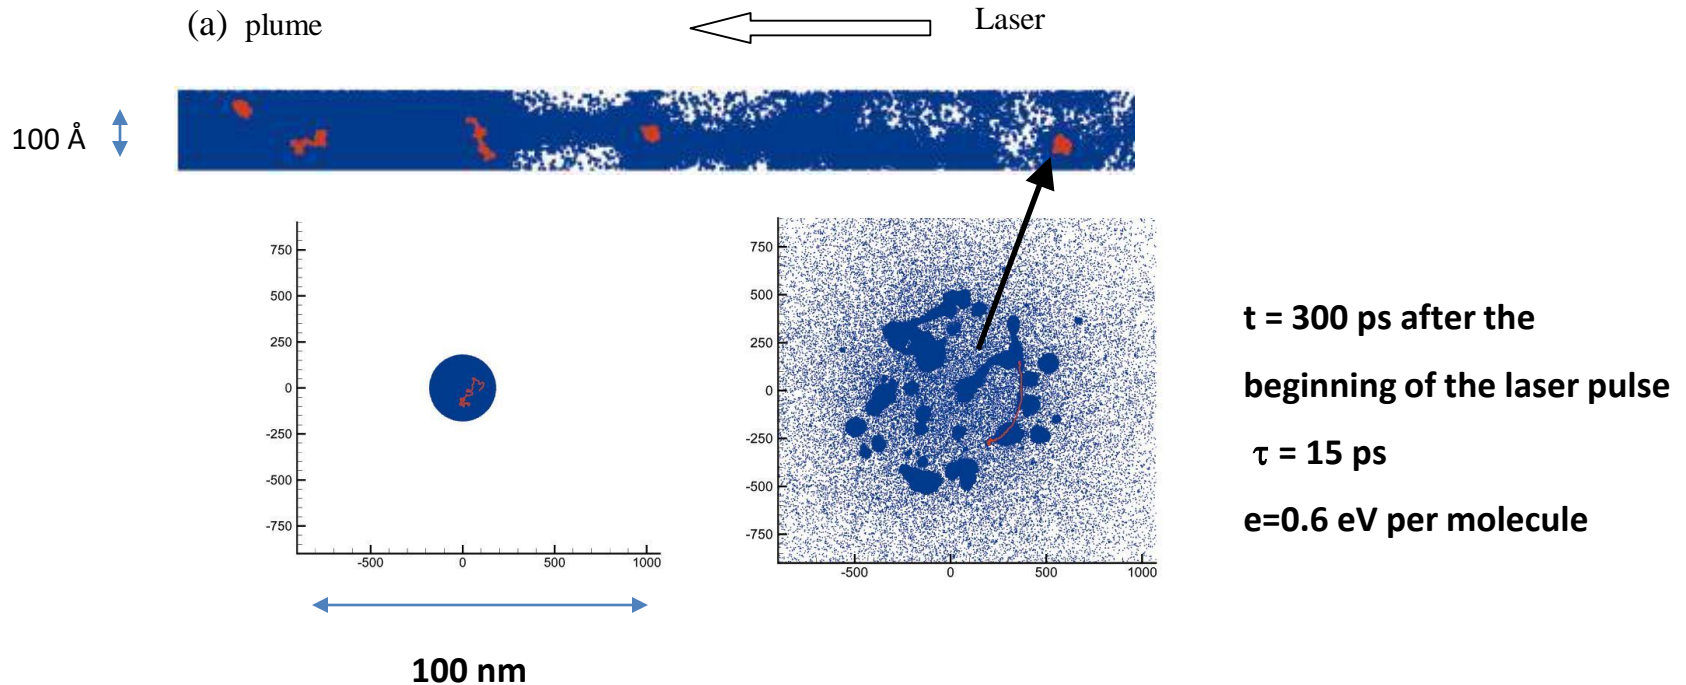 (a) plume
Laser
100 Å
750
500
250
0
-250
-500
-750
-500 0 500 1000
750
500
250
0
-250
-500
-750
-500 0 500 1000
t = 300 ps after the
beginning of the laser pulse
τ = 15 ps
e=0.6 eV per molecule
100 nm